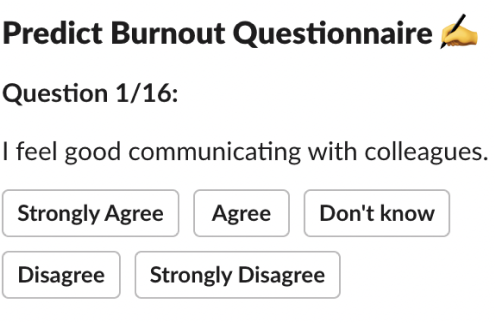 Predict Burnout Questionnaire ✍️
Question 1/16:
I feel good communicating with colleagues.
Strongly Agree Agree Don't know
Disagree Strongly Disagree